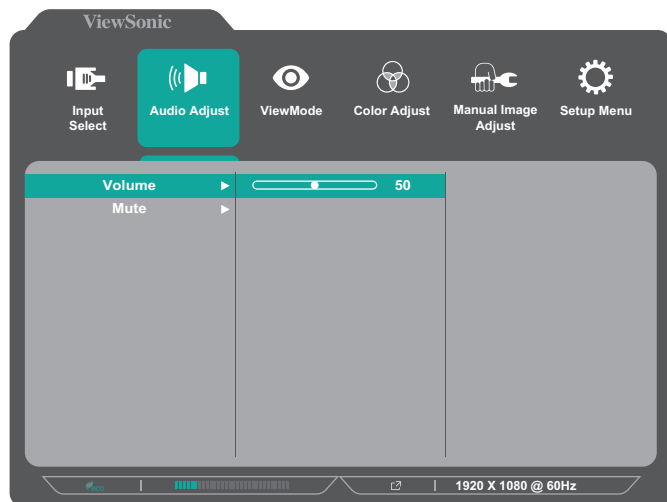 ViewSonic
Input
Select
Audio Adjust
ViewMode
Color Adjust
Manual Image
Adjust
Setup Menu
Volume
50
Mute
eco
1920 X 1080 @ 60Hz